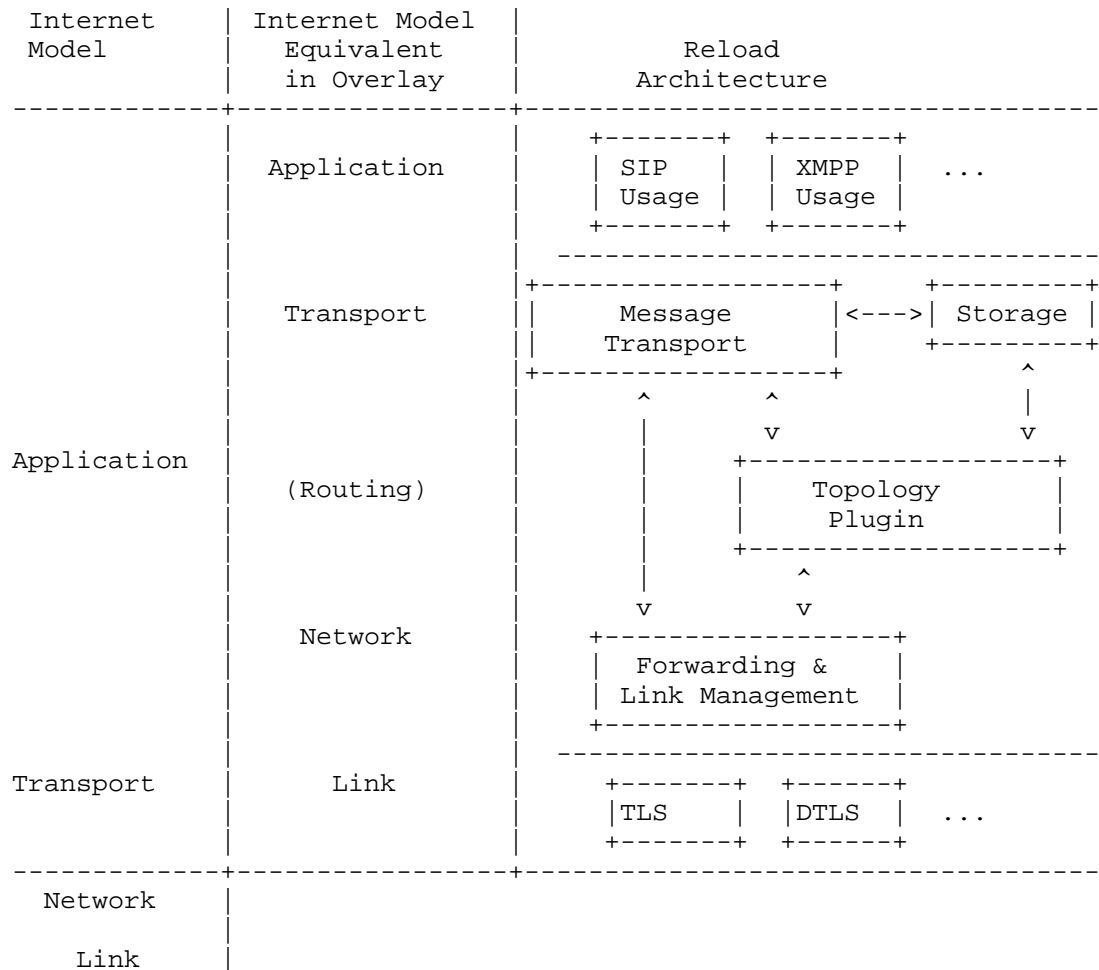 Internet | Internet Model |
Model | Equivalent | Reload
| in Overlay | Architecture
-------------+-----------------+------------------------------------
| | +-------+ +-------+
| Application | | SIP | | XMPP | ...
| | | Usage | | Usage |
| | +-------+ +-------+
| | ----------------------------------
| |+------------------+ +---------+
| Transport || Message |<--->| Storage |
| || Transport | +---------+
| |+------------------+ ^
| | ^ ^ |
| | | v v
Application | | | +-------------------+
| (Routing) | | | Topology |
| | | | Plugin |
| | | +-------------------+
| | | ^
| | v v
| Network | +------------------+
| | | Forwarding & |
| | | Link Management |
| | +------------------+
| | ----------------------------------
Transport | Link | +-------+ +------+
| | |TLS | |DTLS | ...
| | +-------+ +------+
-------------+-----------------+------------------------------------
Network |
|
Link |